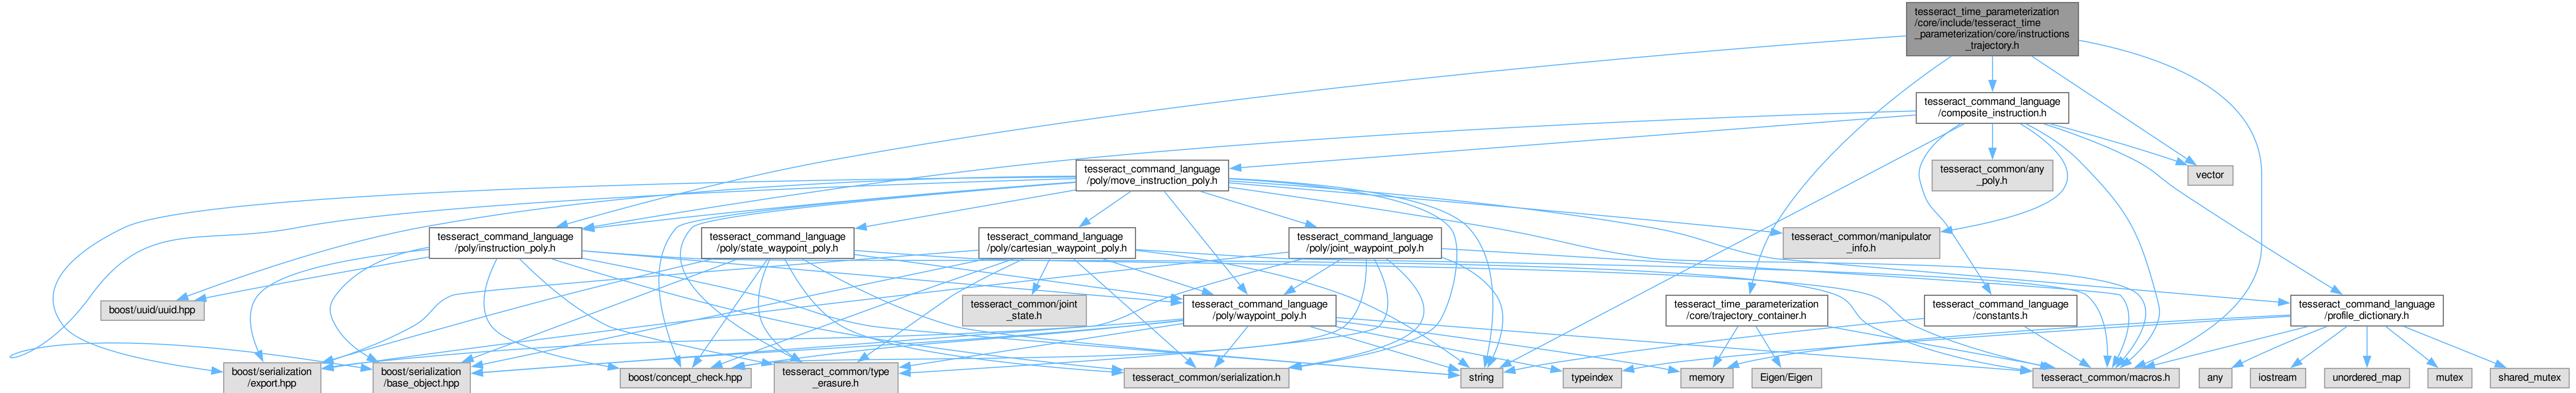 tesseract_time_parameterization
/core/include/tesseract_time
_parameterization/core/instructions
_trajectory.h
tesseract_command_language
/composite_instruction.h
tesseract_command_language
/poly/move_instruction_poly.h
tesseract_common/any
_poly.h
vector
tesseract_command_language
/poly/instruction_poly.h
tesseract_command_language
/poly/state_waypoint_poly.h
tesseract_command_language
/poly/cartesian_waypoint_poly.h
tesseract_command_language
/poly/joint_waypoint_poly.h
tesseract_common/manipulator
_info.h
boost/uuid/uuid.hpp
tesseract_common/joint
_state.h
tesseract_command_language
/poly/waypoint_poly.h
tesseract_time_parameterization
/core/trajectory_container.h
tesseract_command_language
/constants.h
tesseract_command_language
/profile_dictionary.h
boost/serialization
/export.hpp
boost/serialization
/base_object.hpp
boost/concept_check.hpp
tesseract_common/type
_erasure.h
tesseract_common/serialization.h
string
typeindex
memory
Eigen/Eigen
tesseract_common/macros.h
any
iostream
unordered_map
mutex
shared_mutex